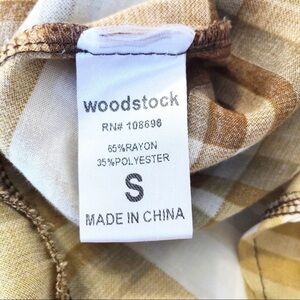 woodstock
RN# 108696
65%RAYON
35%POLYESTER
S
MADE IN CHINA